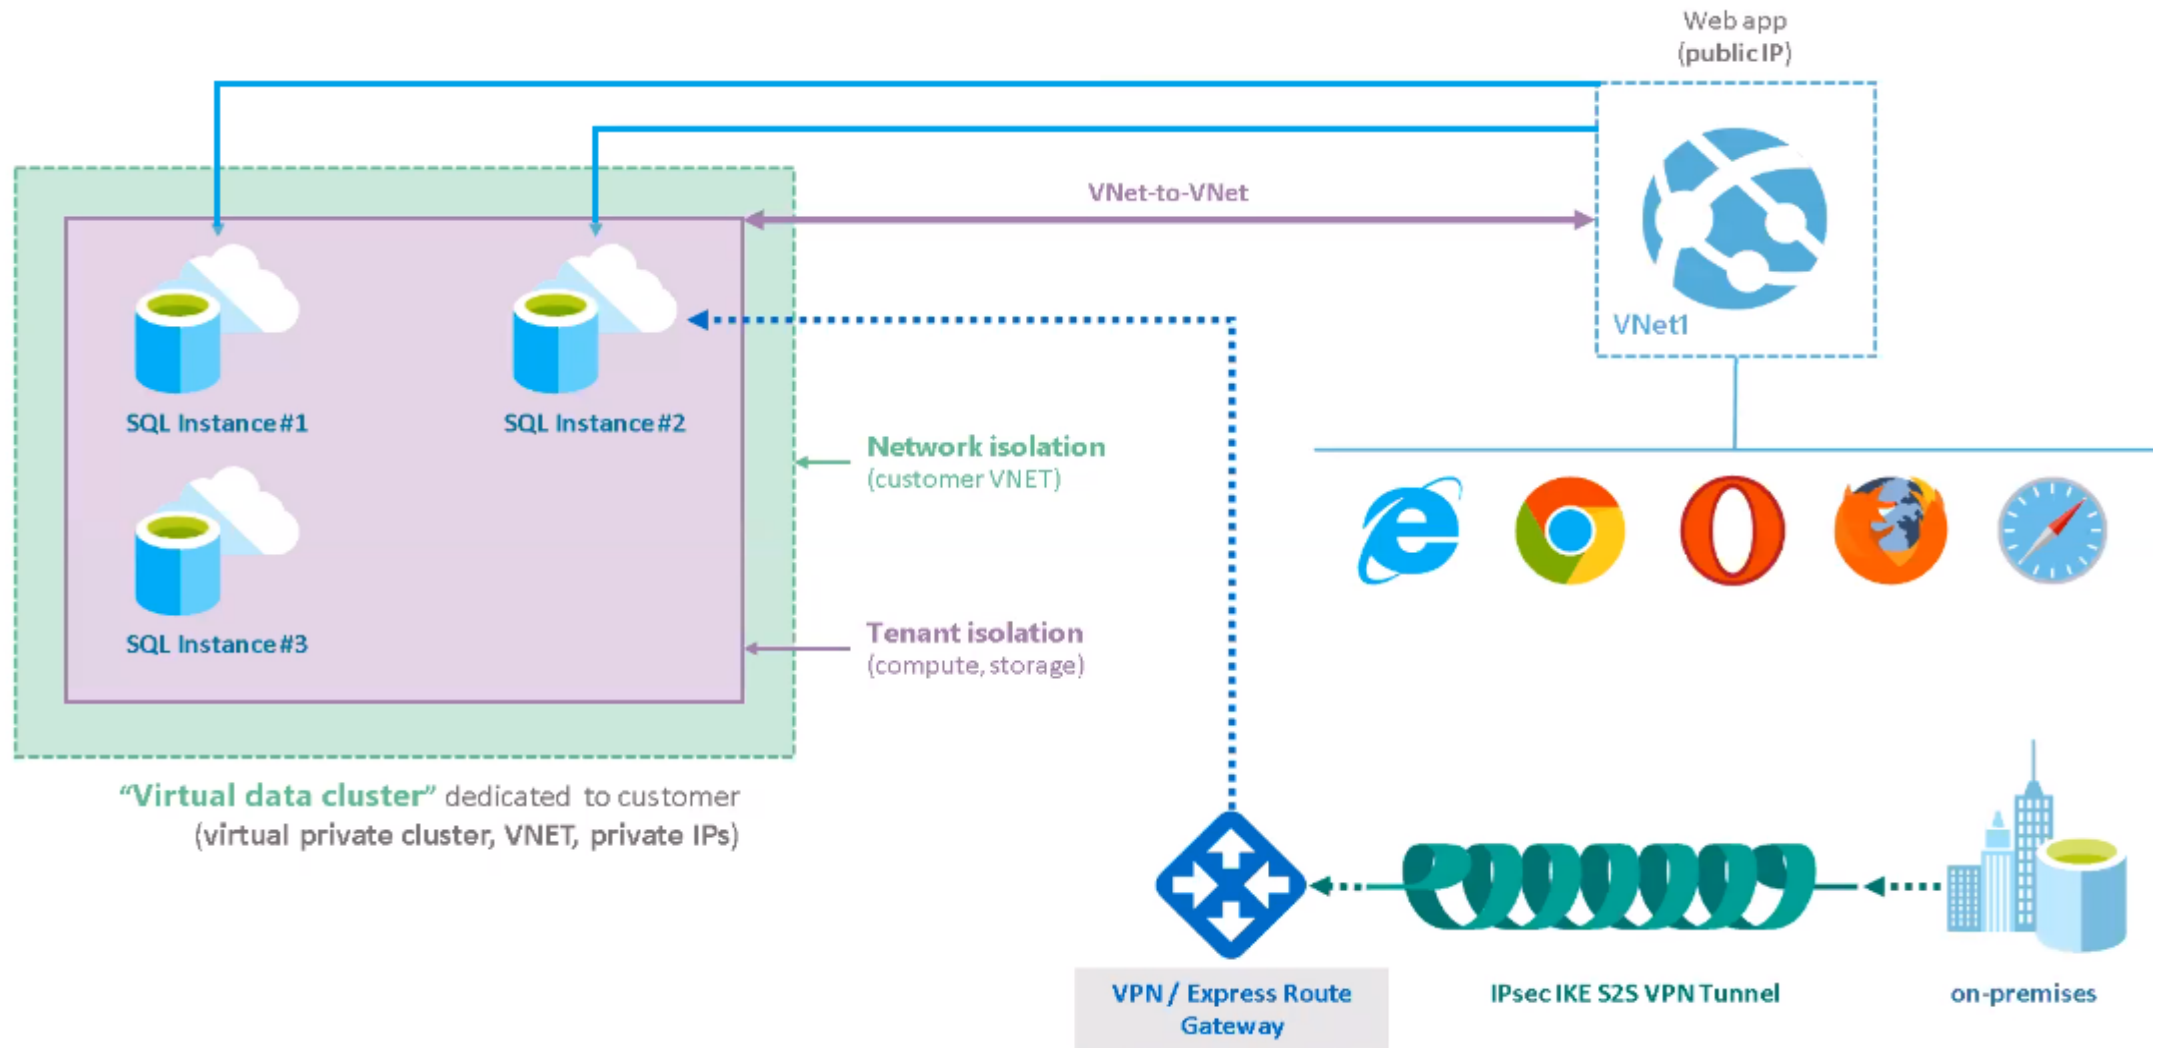 Web app
(public IP)
VNet-to-VNet
VNet1
SQL Instance #1
SQL Instance #2
Network isolation
(customer VNET)
SQL Instance #3
Tenant isolation
(compute, storage)
“Virtual data cluster” dedicated to customer
(virtual private cluster, VNET, private IPs)
VPN / Express Route
Gateway
IPsec IKE S2S VPN Tunnel
on-premises